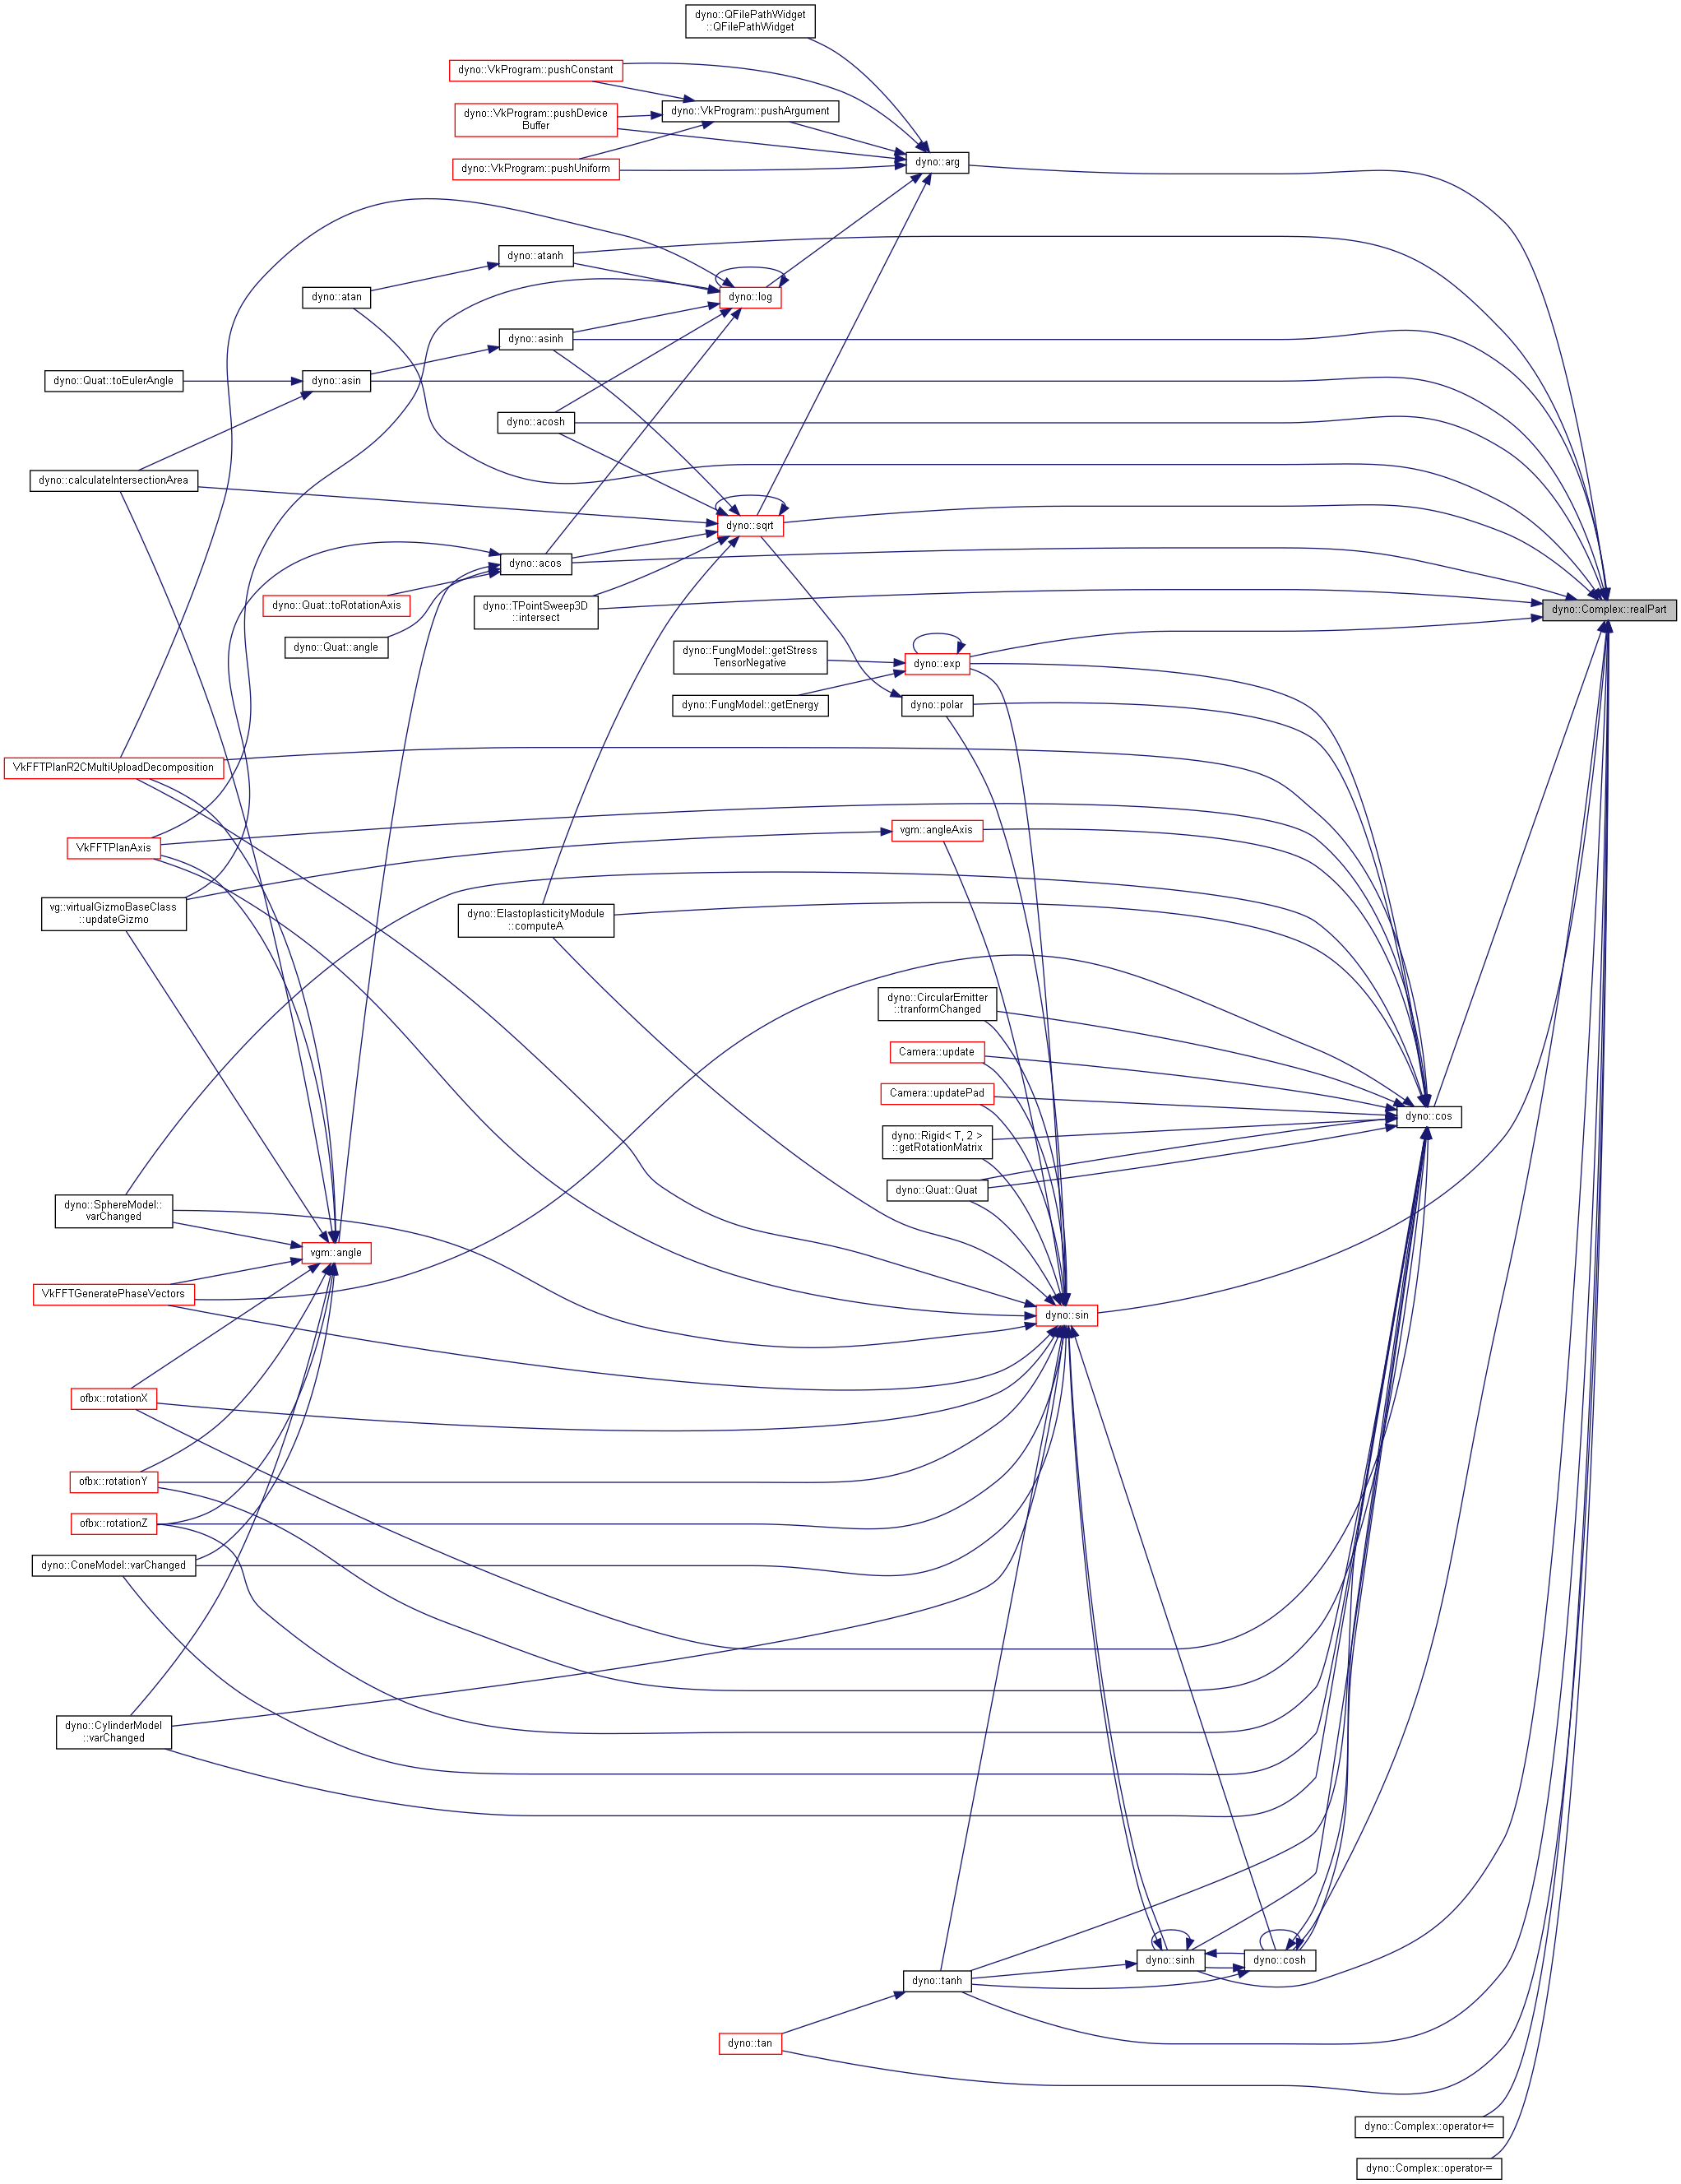 dyno::QFilePathWidget
::QFilePathWidget
dyno::VkProgram::pushConstant
dyno::VkProgram::pushArgument
dyno::VkProgram::pushDevice
Buffer
dyno::VkProgram::pushUniform
dyno::arg
dyno::atanh
dyno::atan
dyno::log
dyno::asinh
dyno::Quat::toEulerAngle
dyno::asin
dyno::acosh
dyno::calculateIntersectionArea
dyno::sqrt
dyno::acos
dyno::Quat::toRotationAxis
dyno::TPointSweep3D
::intersect
dyno::Complex::realPart
dyno::Quat::angle
dyno::FungModel::getStress
TensorNegative
dyno::exp
dyno::FungModel::getEnergy
dyno::polar
VkFFTPlanR2CMultiUploadDecomposition
vgm::angleAxis
VkFFTPlanAxis
vg::virtualGizmoBaseClass
::updateGizmo
dyno::ElastoplasticityModule
::computeA
dyno::CircularEmitter
::tranformChanged
Camera::update
Camera::updatePad
dyno::cos
dyno::Rigid< T, 2 >
::getRotationMatrix
dyno::Quat::Quat
dyno::SphereModel::
varChanged
vgm::angle
VkFFTGeneratePhaseVectors
dyno::sin
ofbx::rotationX
ofbx::rotationY
ofbx::rotationZ
dyno::ConeModel::varChanged
dyno::CylinderModel
::varChanged
dyno::sinh
dyno::cosh
dyno::tanh
dyno::tan
dyno::Complex::operator+=
dyno::Complex::operator-=